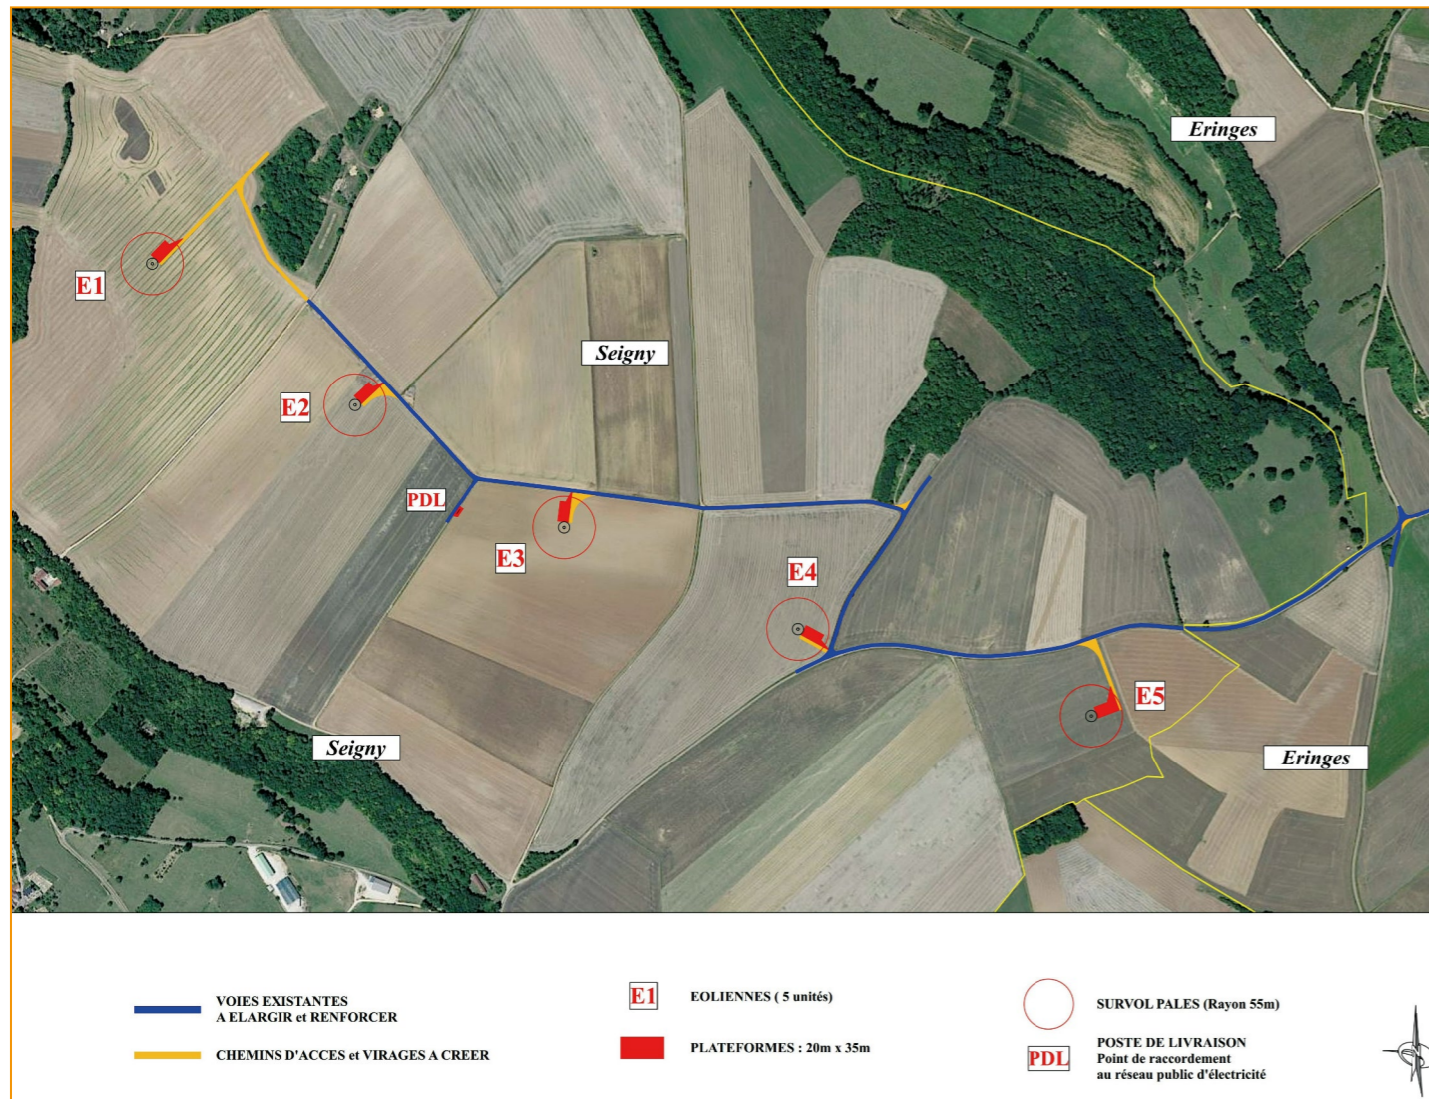 Eringes
E1
Seigny
E2
PDL
E3
E4
E5
Seigny
Eringes
VOIES EXISTANTES
A ELARGIR et RENFORCER
CHEMINS D'ACCES et VIRAGES A CREER
E1
EOLIENNES ( 5 unités)
PLATEFORMES : 20m x 35m
SURVOL PALES (Rayon 55m)
PDL
POSTE DE LIVRAISON
Point de raccordement
au réseau public d'électricité